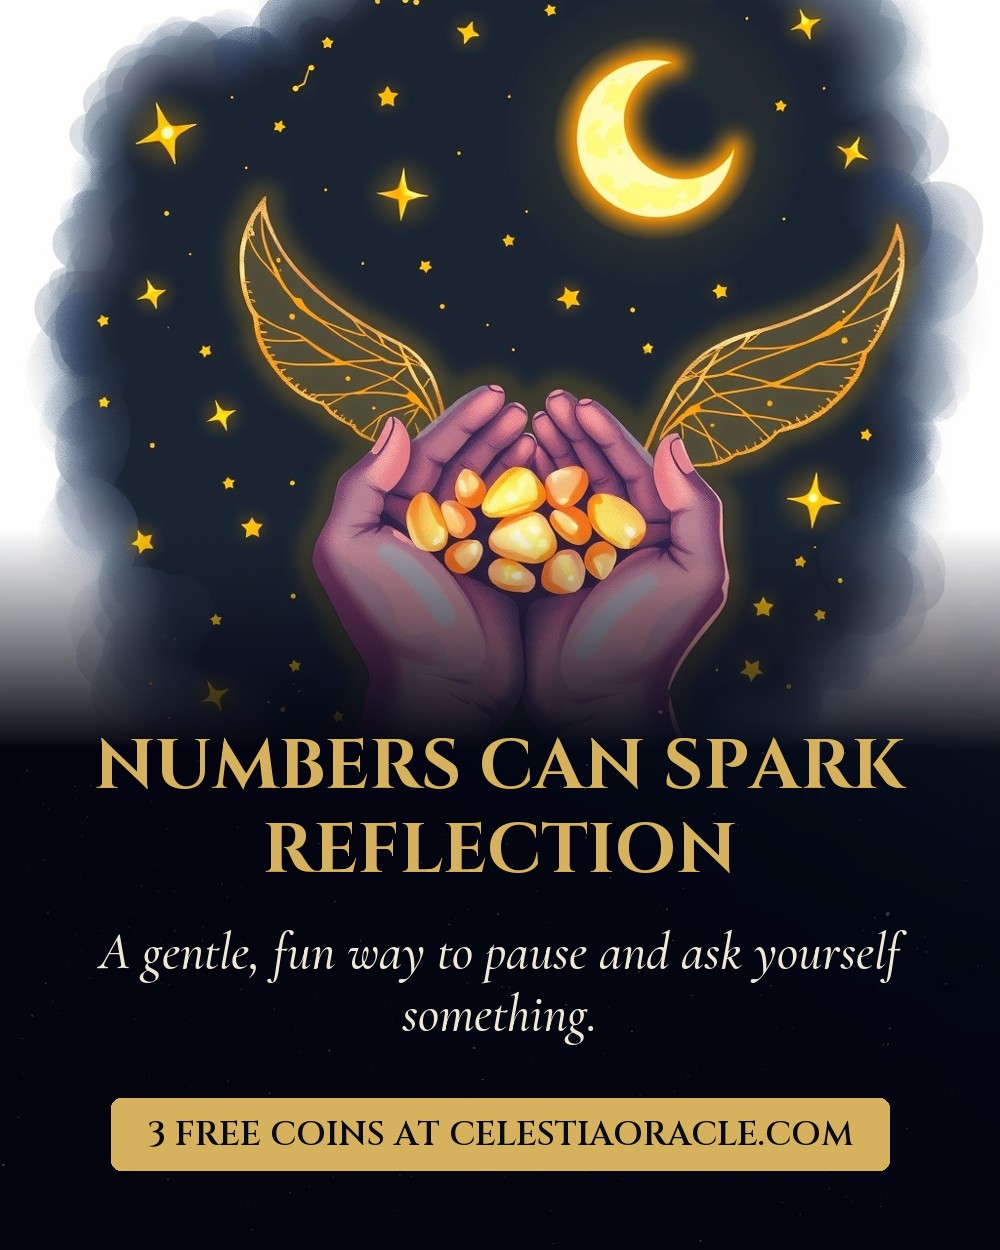 NUMBERS CAN SPARK
REFLECTION
A gentle, fun way to pause and ask yourself
something.
3 FREE COINS AT CELESTIAORACLE.COM